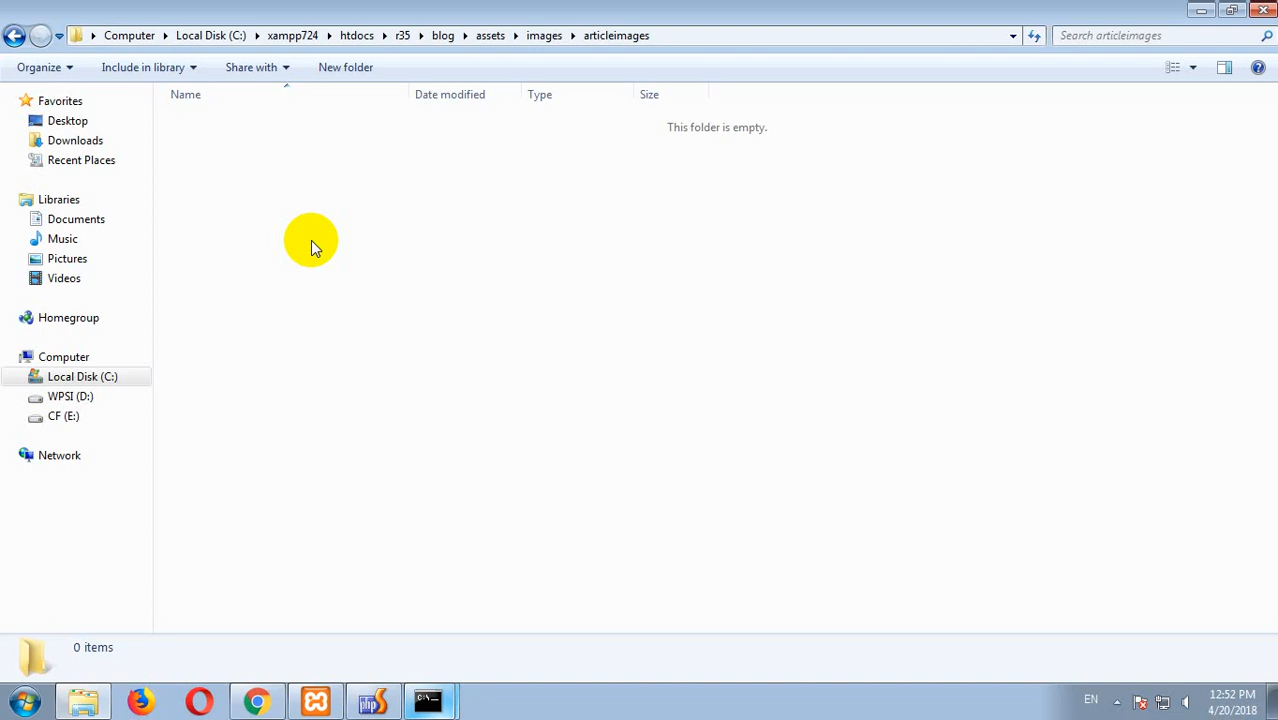 Computer Local Disk (C:) xampp724 htdocs r35 blog assets images articleimages Search articleimages
Organize Include in library Share with New folder
Name Date modified Type Size
This folder is empty.
Favorites
Desktop
Downloads
Recent Places
Libraries
Documents
Music
Pictures
Videos
Homegroup
Computer
Local Disk (C:)
WPSI (D:)
CF (E:)
Network
0 items
php
C:\
EN
12:52 PM
4/20/2018